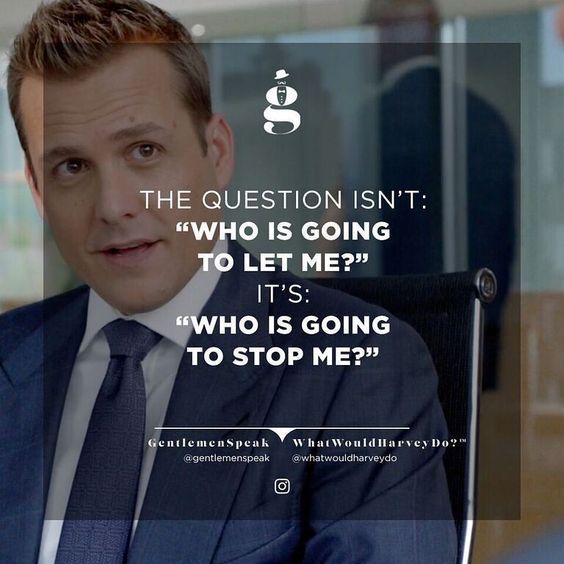 g
THE QUESTION ISN'T:
“WHO IS GOING
TO LET ME?”
IT'S:
“WHO IS GOING
TO STOP ME?”
GentlemenSpeak WhatWouldHarveyDo?™
@gentlemenspeak @whatwouldharveydo